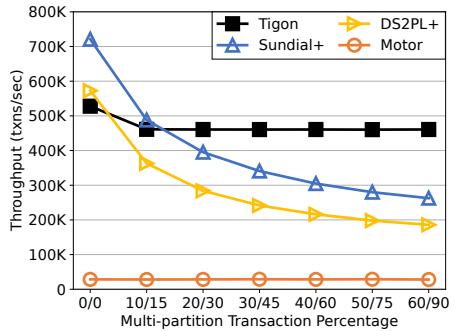 800K
700K
600K
500K
400K
300K
200K
100K
0
Throughput (txns/sec)
Tigon
Sundial+
DS2PL+
Motor
0/0 10/15 20/30 30/45 40/60 50/75 60/90
Multi-partition Transaction Percentage